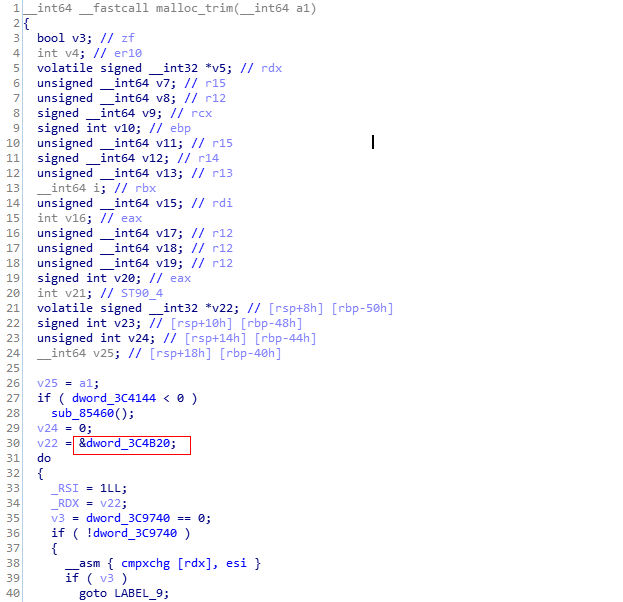 1 __int64 __fastcall malloc_trim(__int64 a1)
2 {
3 bool v3; // zf
4 int v4; // er10
5 volatile signed __int32 *v5; // rdx
6 unsigned __int64 v7; // r15
7 unsigned __int64 v8; // r12
8 signed __int64 v9; // rcx
9 signed int v10; // ebp
10 unsigned __int64 v11; // r15
11 signed __int64 v12; // r14
12 unsigned __int64 v13; // r13
13 __int64 i; // rbx
14 unsigned __int64 v15; // rdi
15 int v16; // eax
16 unsigned __int64 v17; // r12
17 unsigned __int64 v18; // r12
18 unsigned __int64 v19; // r12
19 signed int v20; // eax
20 int v21; // ST90_4
21 volatile signed __int32 *v22; // [rsp+8h] [rbp-50h]
22 signed int v23; // [rsp+10h] [rbp-48h]
23 unsigned int v24; // [rsp+14h] [rbp-44h]
24 __int64 v25; // [rsp+18h] [rbp-40h]
25
26 v25 = a1;
27 if ( dword_3C4144 < 0 )
28 sub_85460();
29 v24 = 0;
30 v22 = &dword_3C4B20;
31 do
32 {
33 _RSI = 1LL;
34 _RDX = v22;
35 v3 = dword_3C9740 == 0;
36 if ( !dword_3C9740 )
37 {
38 __asm { cmpxchg [rdx], esi }
39 if ( v3 )
40 goto LABEL_9;